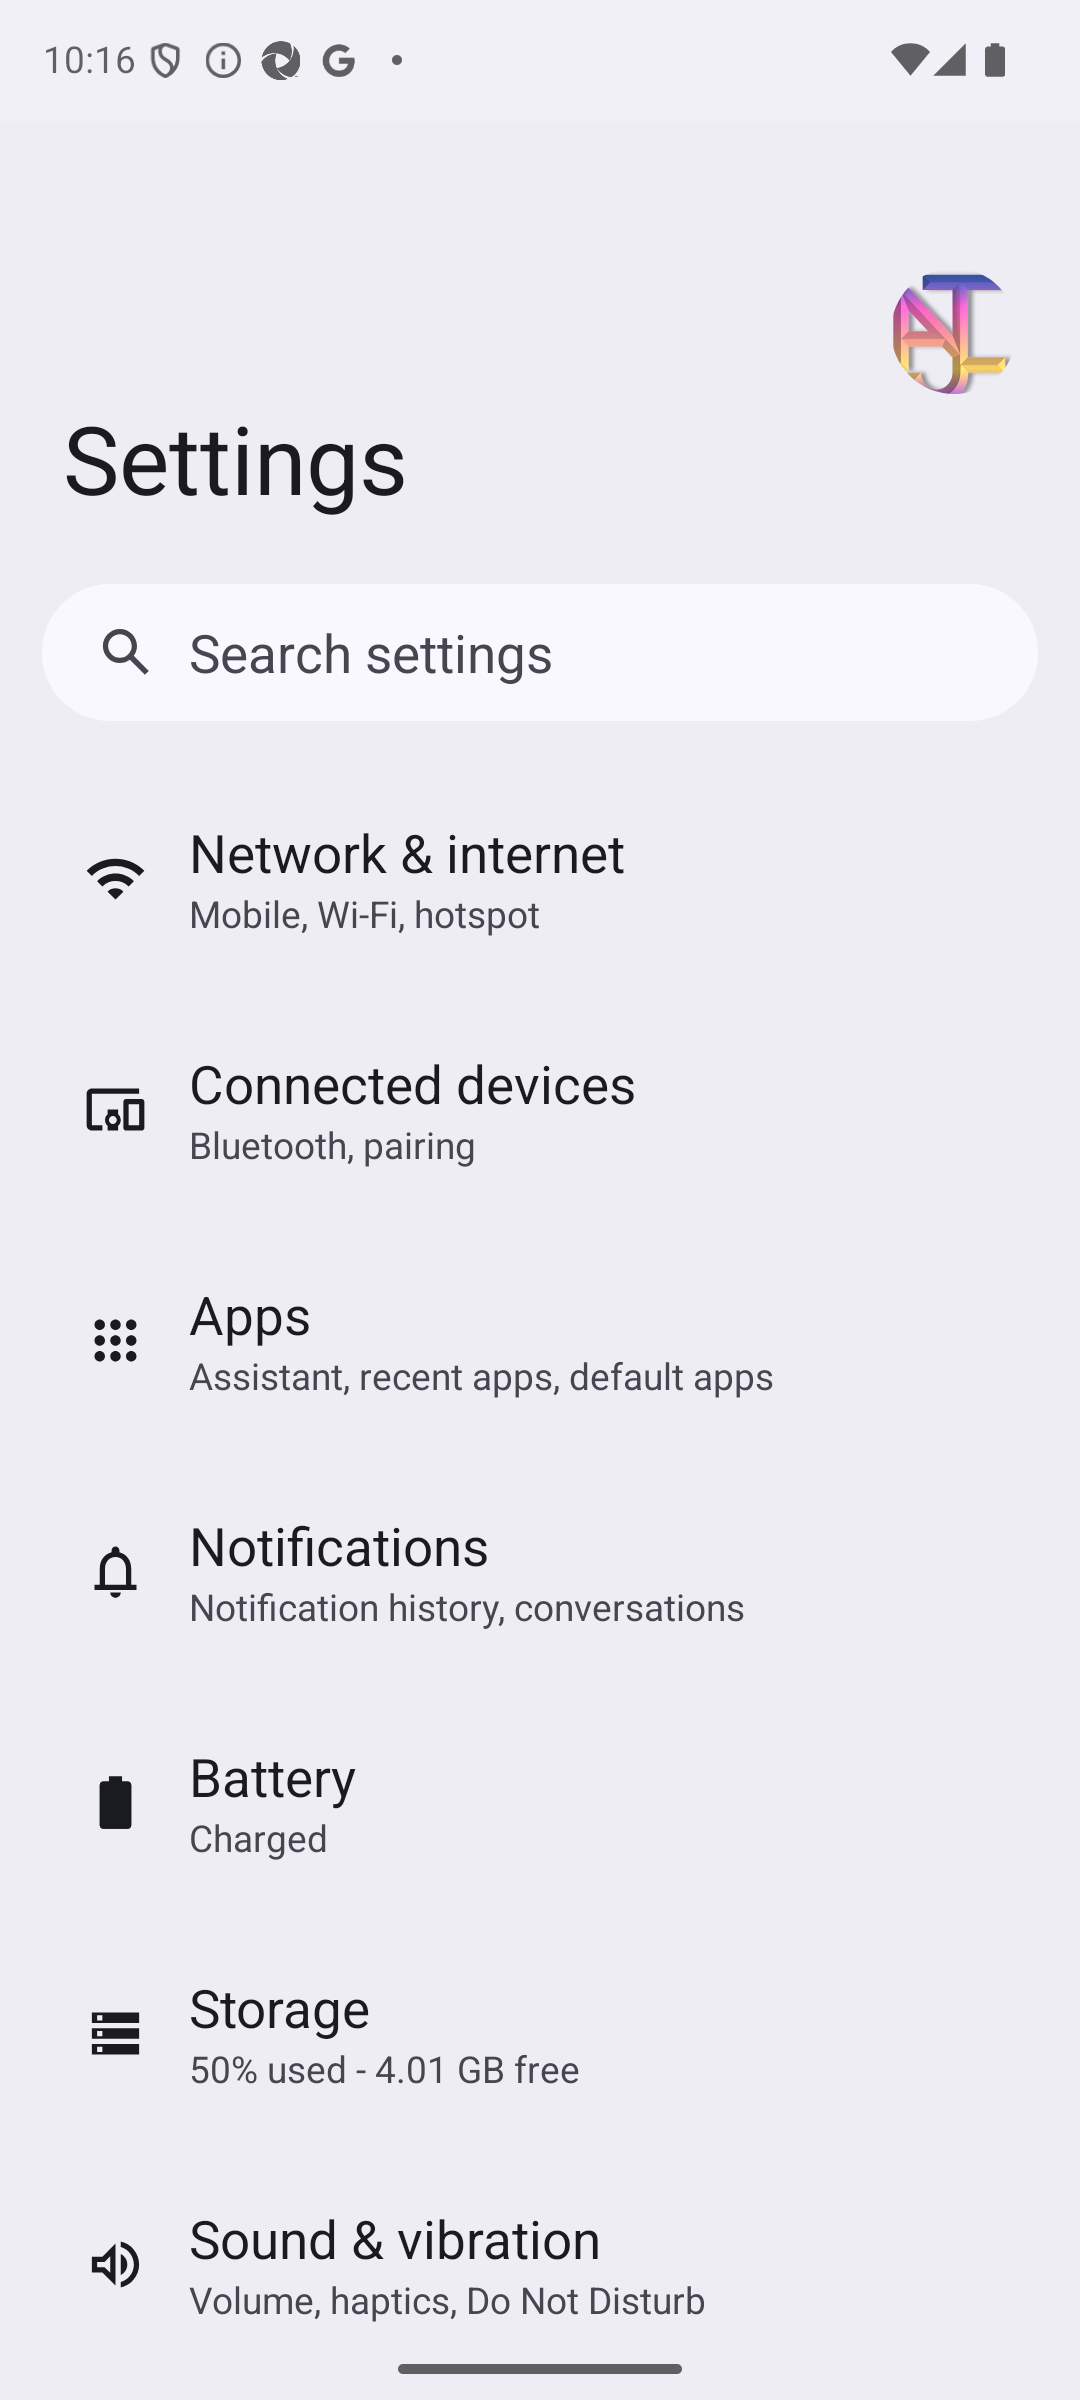 10:16
Settings
Search settings
Network & internet
Mobile, Wi-Fi, hotspot
Connected devices
Bluetooth, pairing
Apps
Assistant, recent apps, default apps
Notifications
Notification history, conversations
Battery
Charged
Storage
50% used - 4.01 GB free
Sound & vibration
Volume, haptics, Do Not Disturb